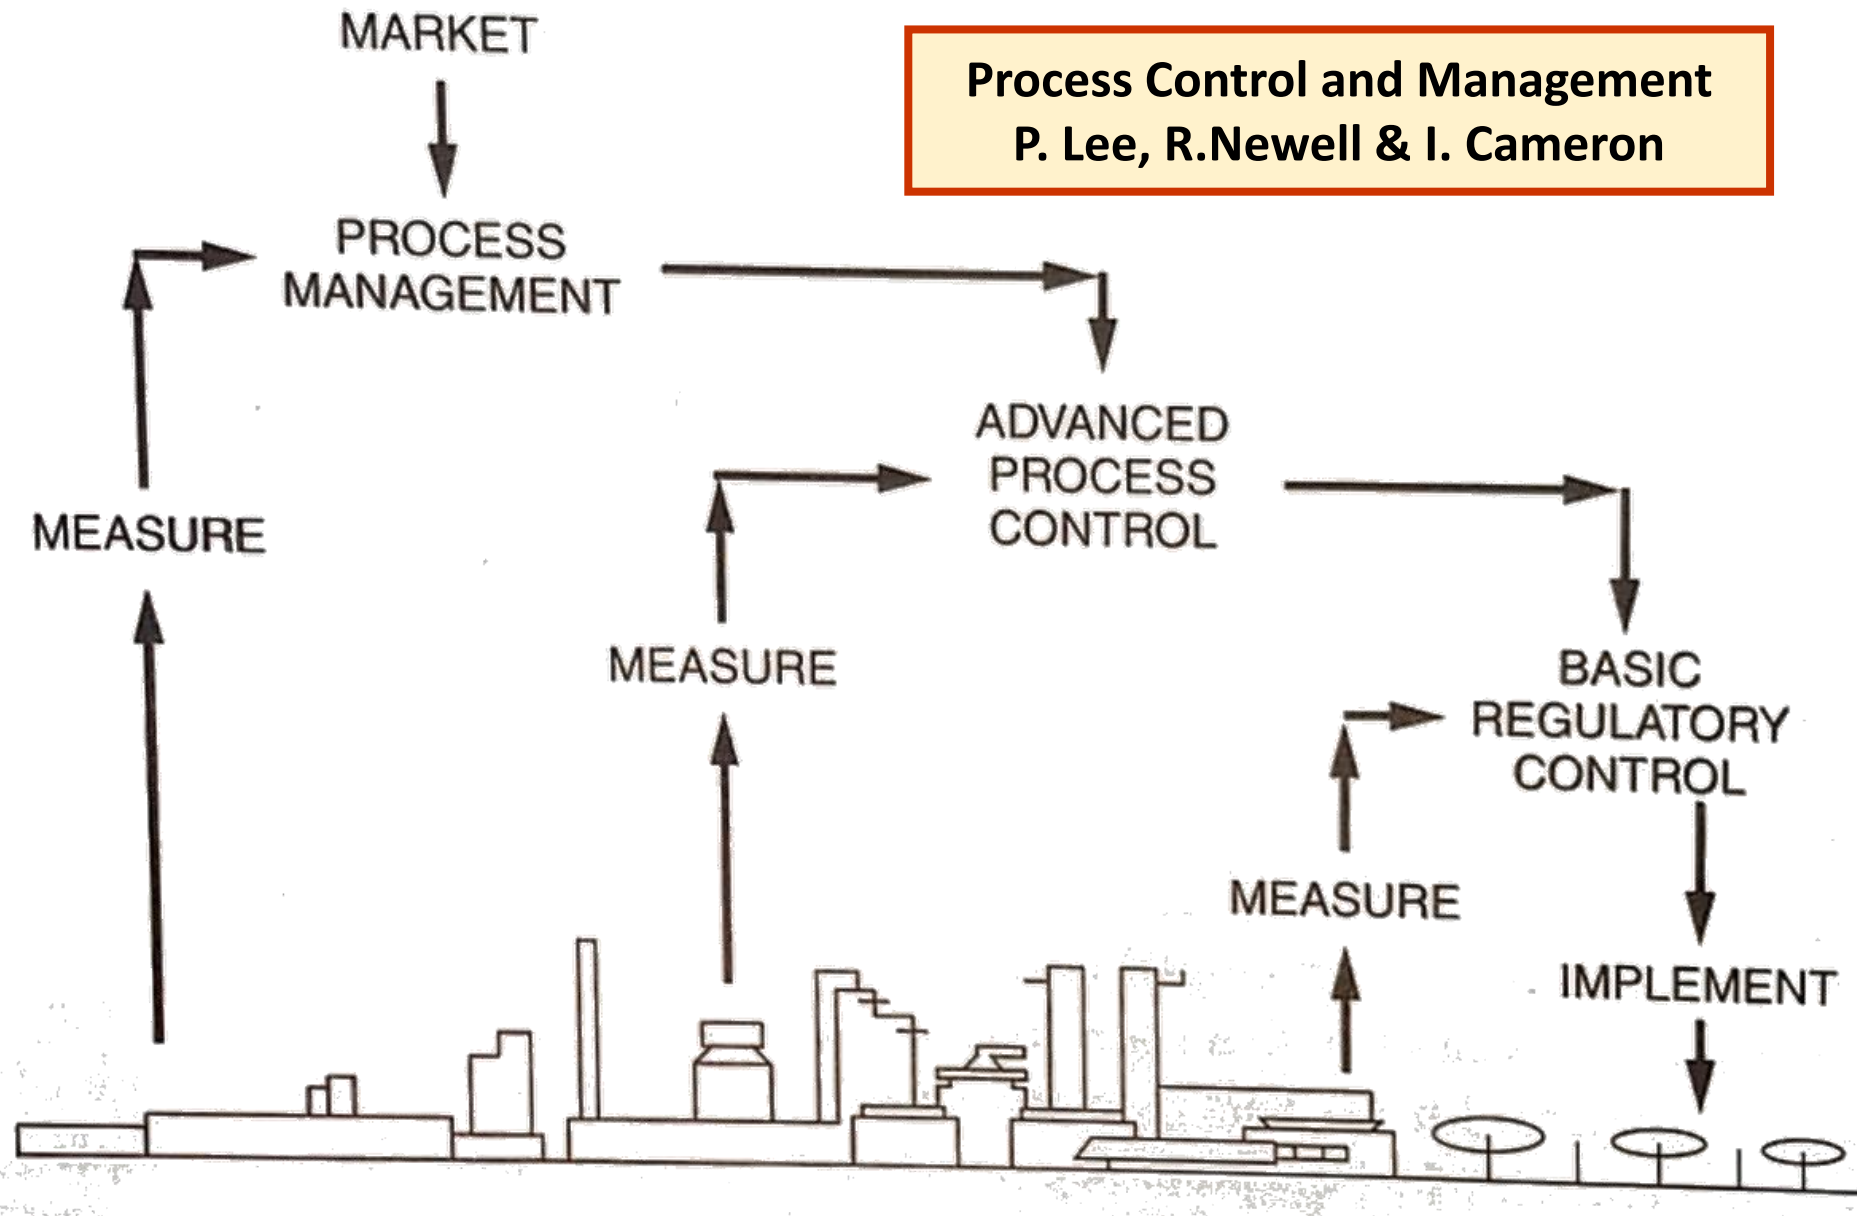 MARKET
Process Control and Management
P. Lee, R.Newell & I. Cameron
PROCESS
MANAGEMENT
ADVANCED
PROCESS
CONTROL
MEASURE
MEASURE
BASIC
REGULATORY
CONTROL
MEASURE
IMPLEMENT